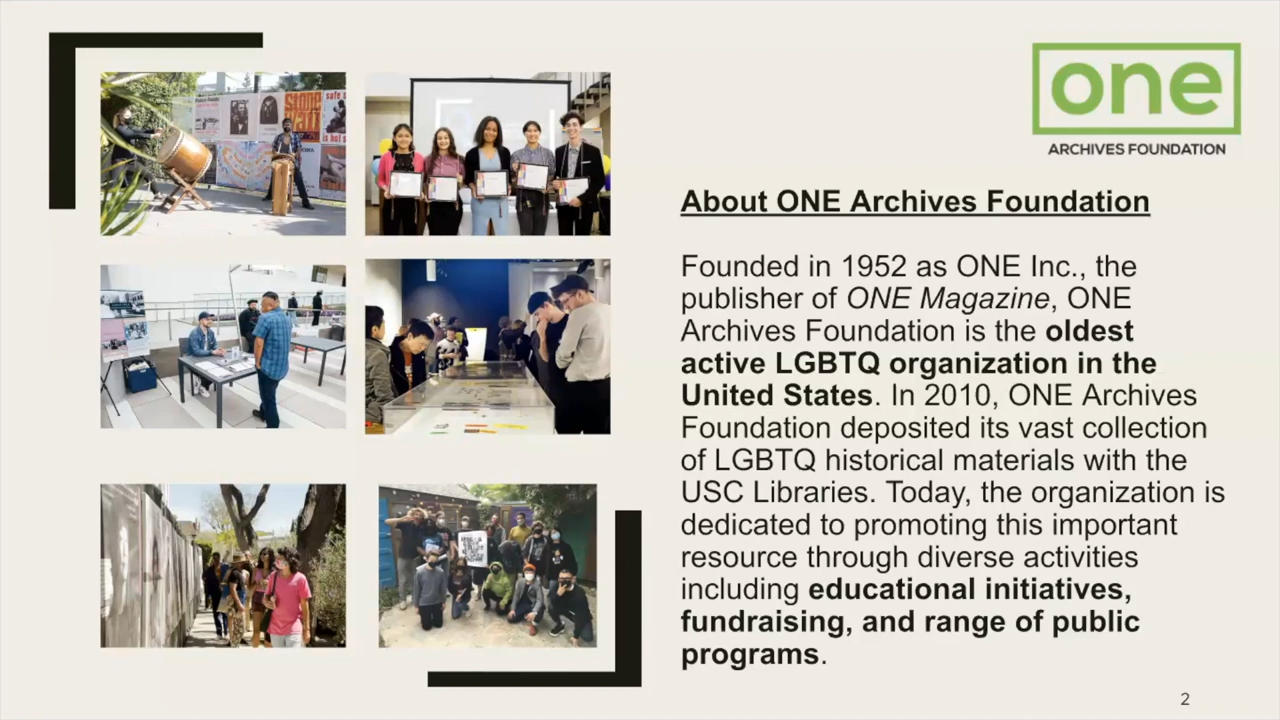 one
ARCHIVES FOUNDATION
About ONE Archives Foundation
Founded in 1952 as ONE Inc., the
publisher of ONE Magazine, ONE
Archives Foundation is the oldest
active LGBTQ organization in the
United States. In 2010, ONE Archives
Foundation deposited its vast collection
of LGBTQ historical materials with the
USC Libraries. Today, the organization is
dedicated to promoting this important
resource through diverse activities
including educational initiatives,
fundraising, and range of public
programs.
2